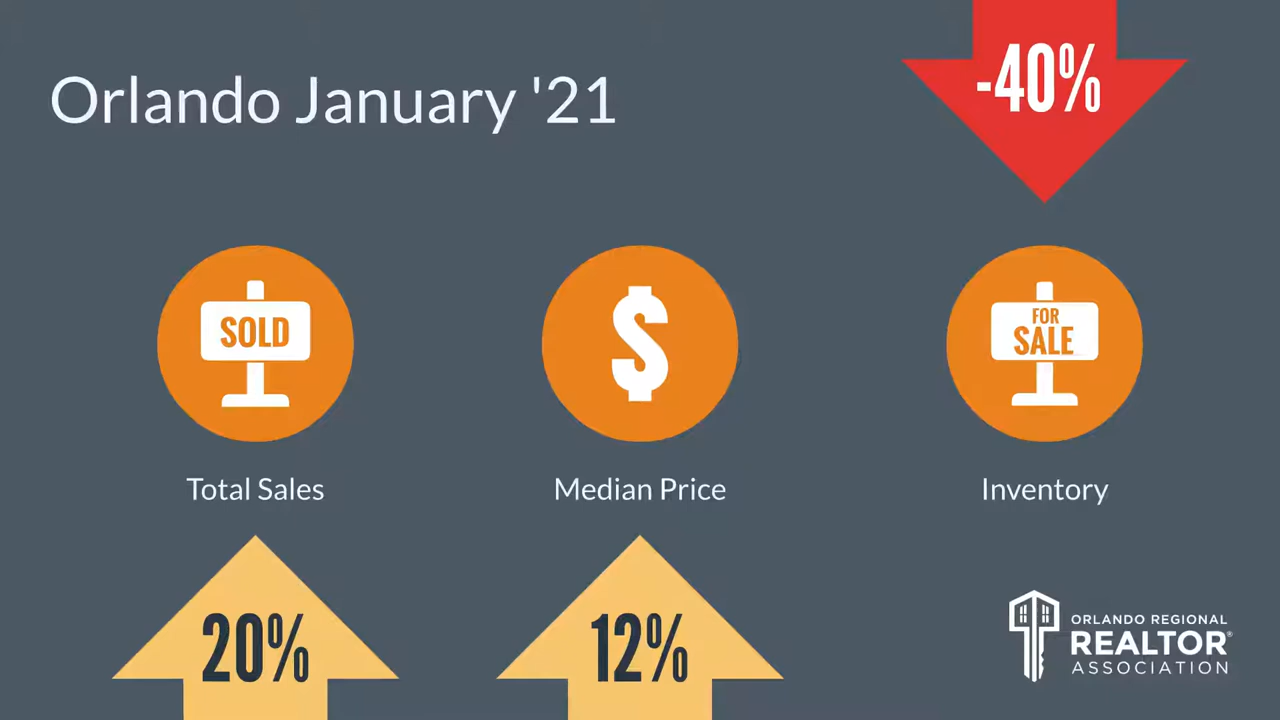 Orlando January '21
-40%
SOLD
$
FOR
SALE
Total Sales
Median Price
Inventory
20%
12%
ORLANDO REGIONAL
REALTOR®
ASSOCIATION